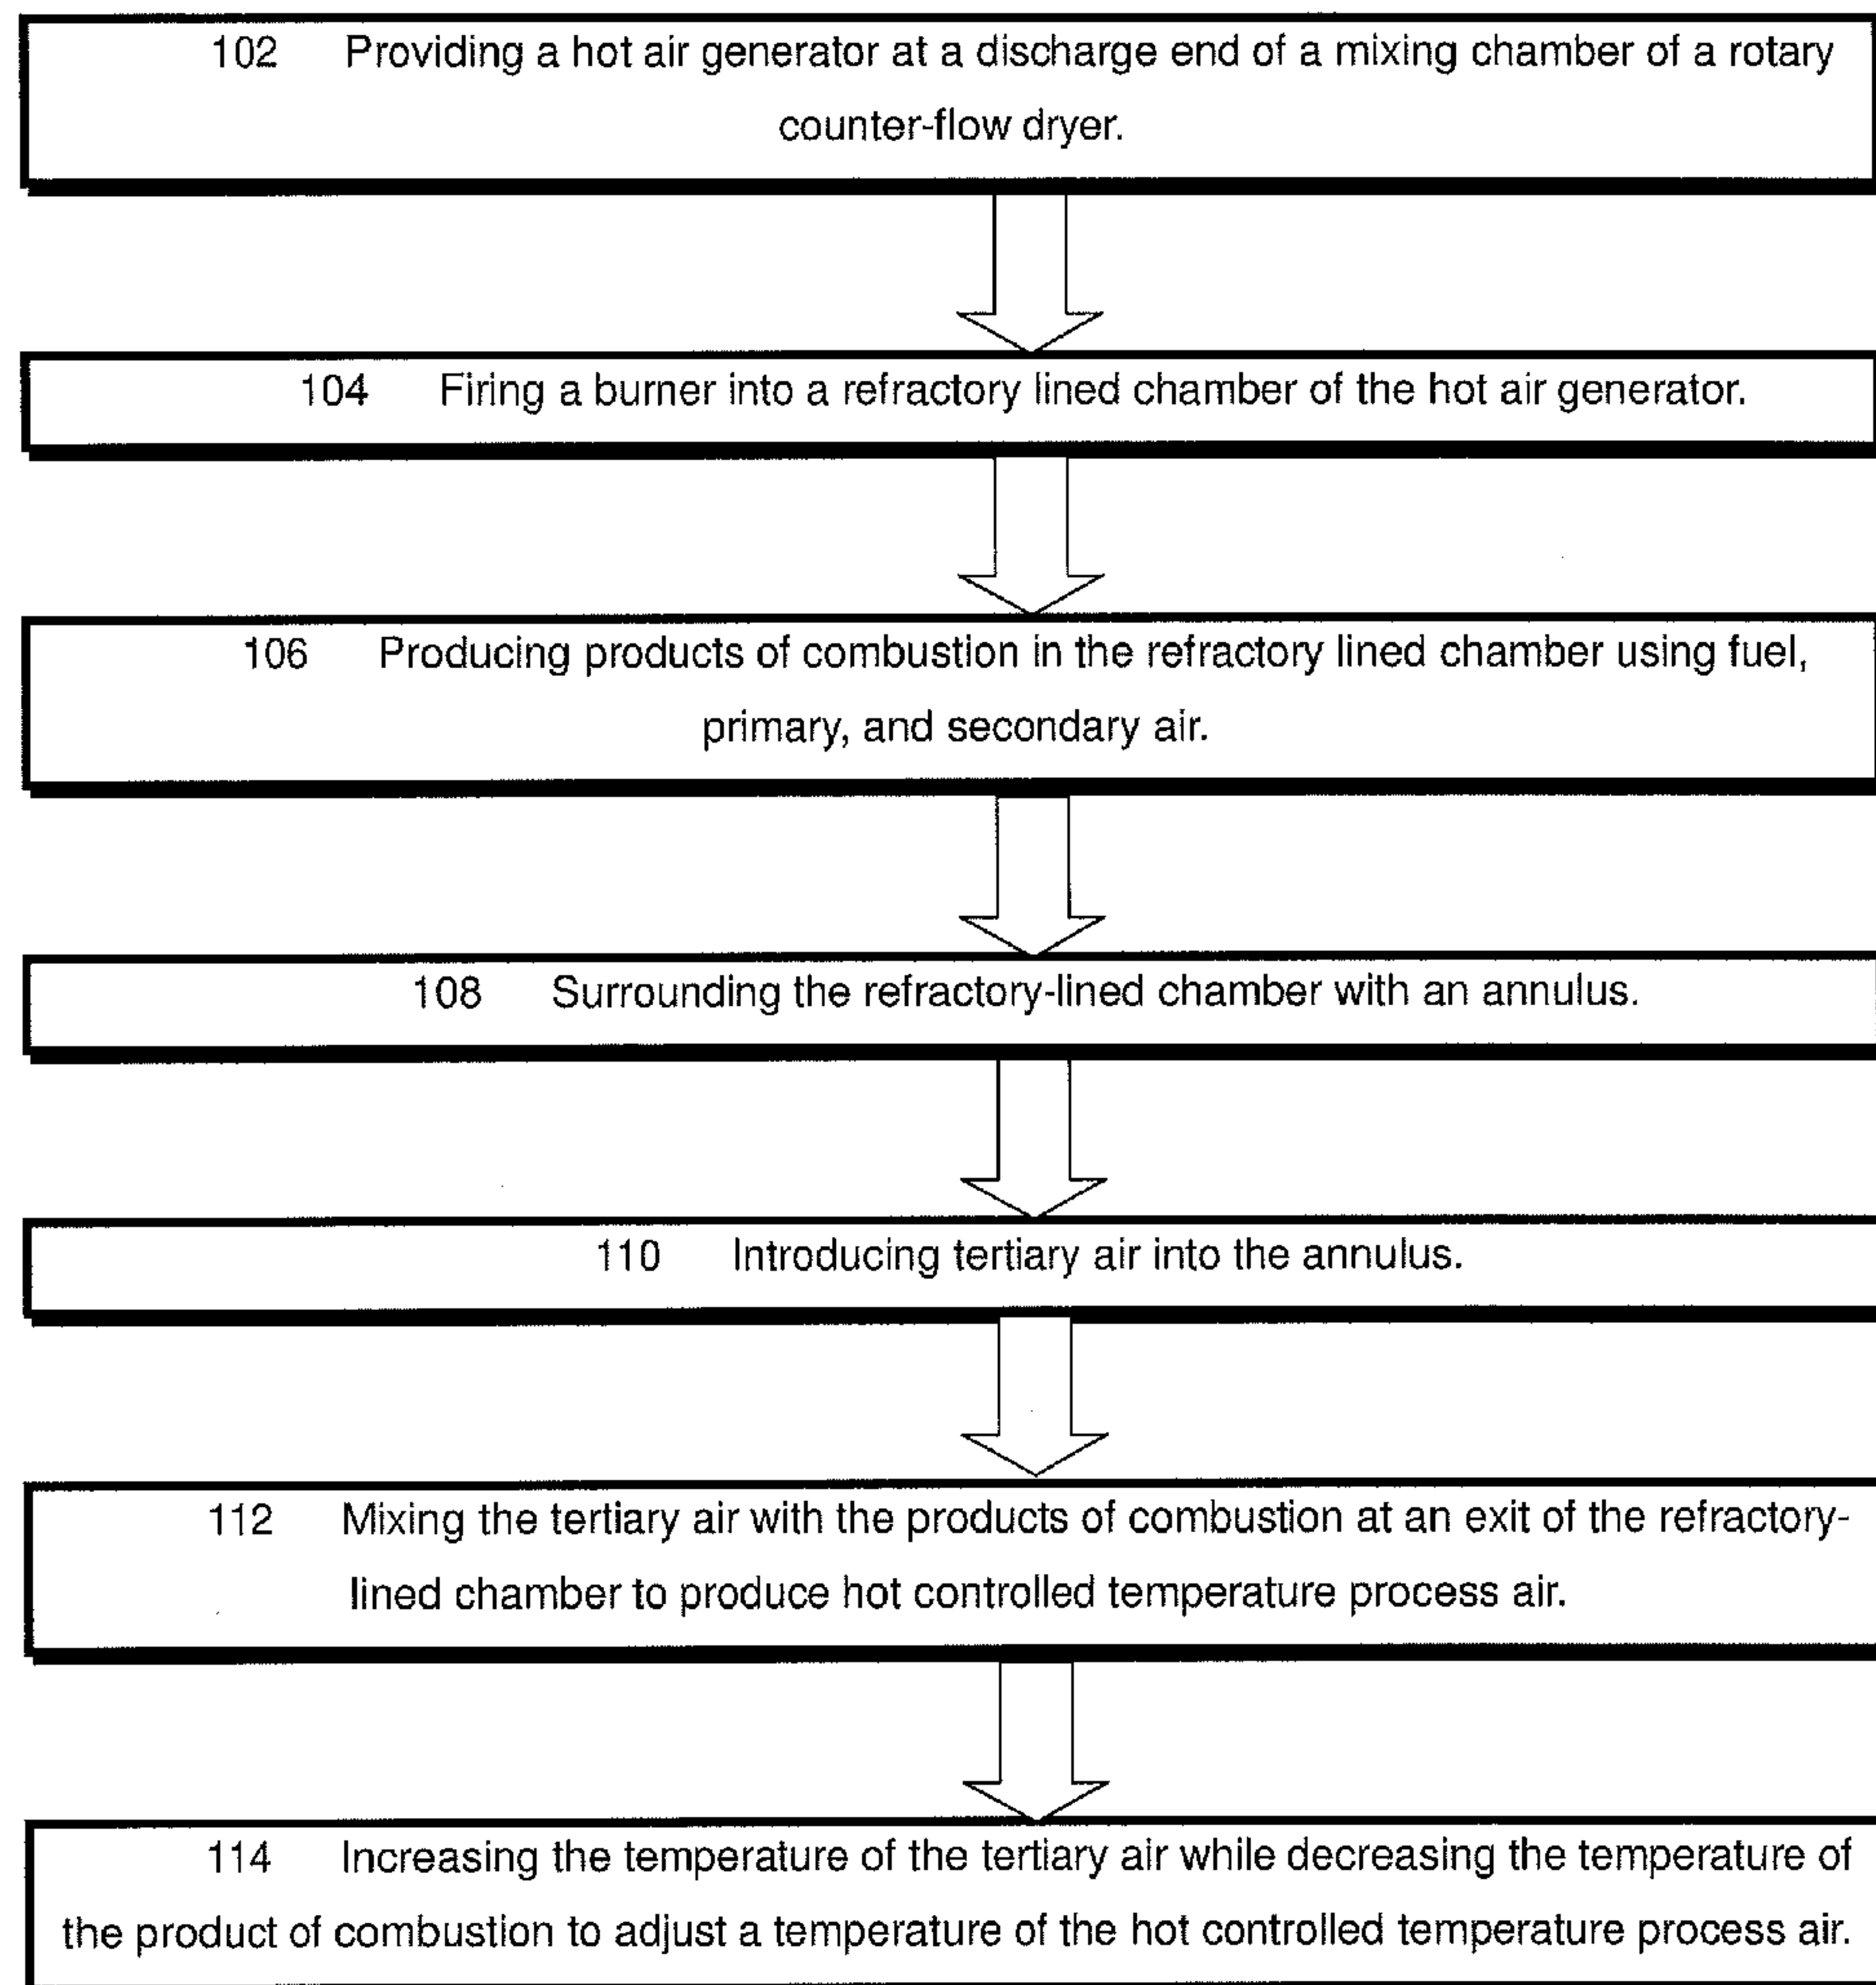 102 Providing a hot air generator at a discharge end of a mixing chamber of a rotary
counter-flow dryer.
104 Firing a burner into a refractory lined chamber of the hot air generator.
106 Producing products of combustion in the refractory lined chamber using fuel,
primary, and secondary air.
108 Surrounding the refractory-lined chamber with an annulus.
110 Introducing tertiary air into the annulus.
112 Mixing the tertiary air with the products of combustion at an exit of the refractory-
lined chamber to produce hot controlled temperature process air.
114 Increasing the temperature of the tertiary air while decreasing the temperature of
the product of combustion to adjust a temperature of the hot controlled temperature process air.